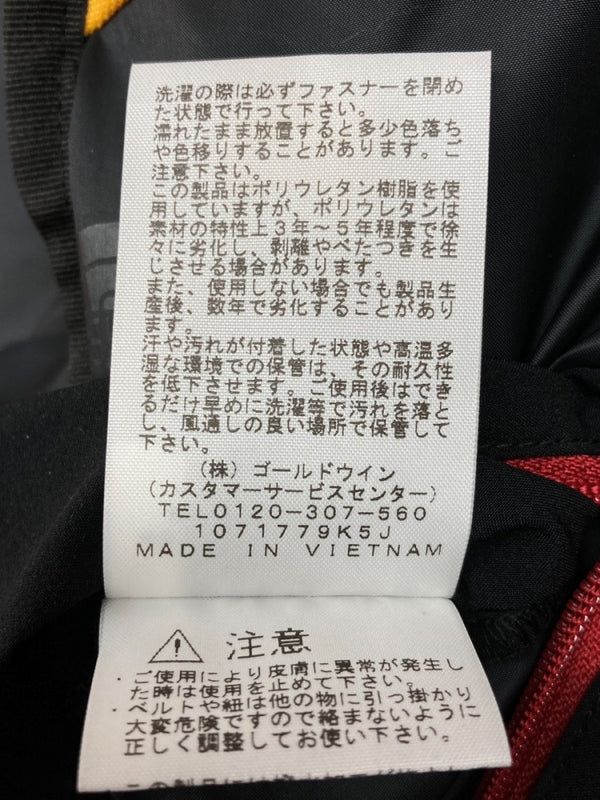 洗濯の際は必ずファスナーを閉め
た状態で行って下さい。
濡れたまま放置すると多少色落ち
や色移りすることがあります。ご
注意下さい。
この製品はポリウレタン樹脂を使
用していますが、ポリウレタンは
素材の特性上3年～5年程度で徐
々に劣化し、剥離やべたつきを生
じさせる場合があります。
また、使用しない場合でも製品生
産後、数年で劣化することがあり
ます。
汗や汚れが付着した状態や高温多
湿な環境での保管は、その耐久性
を低下させます。ご使用後はでき
るだけ早めに洗濯等で汚れを落と
し、風通しの良い場所で保管して
下さい。
(株)ゴールドウイン
(カスタマーサービスセンター)
TEL0120-307-560
1071779K5J
MADE IN VIETNAM
注意
・ご使用により皮膚に異常が発生し
た時は使用を止めて下さい。
・ベルトや紐は他の物に引っ掛かり
大変危険ですので絡まないように
正しく調整してお使い下さい。